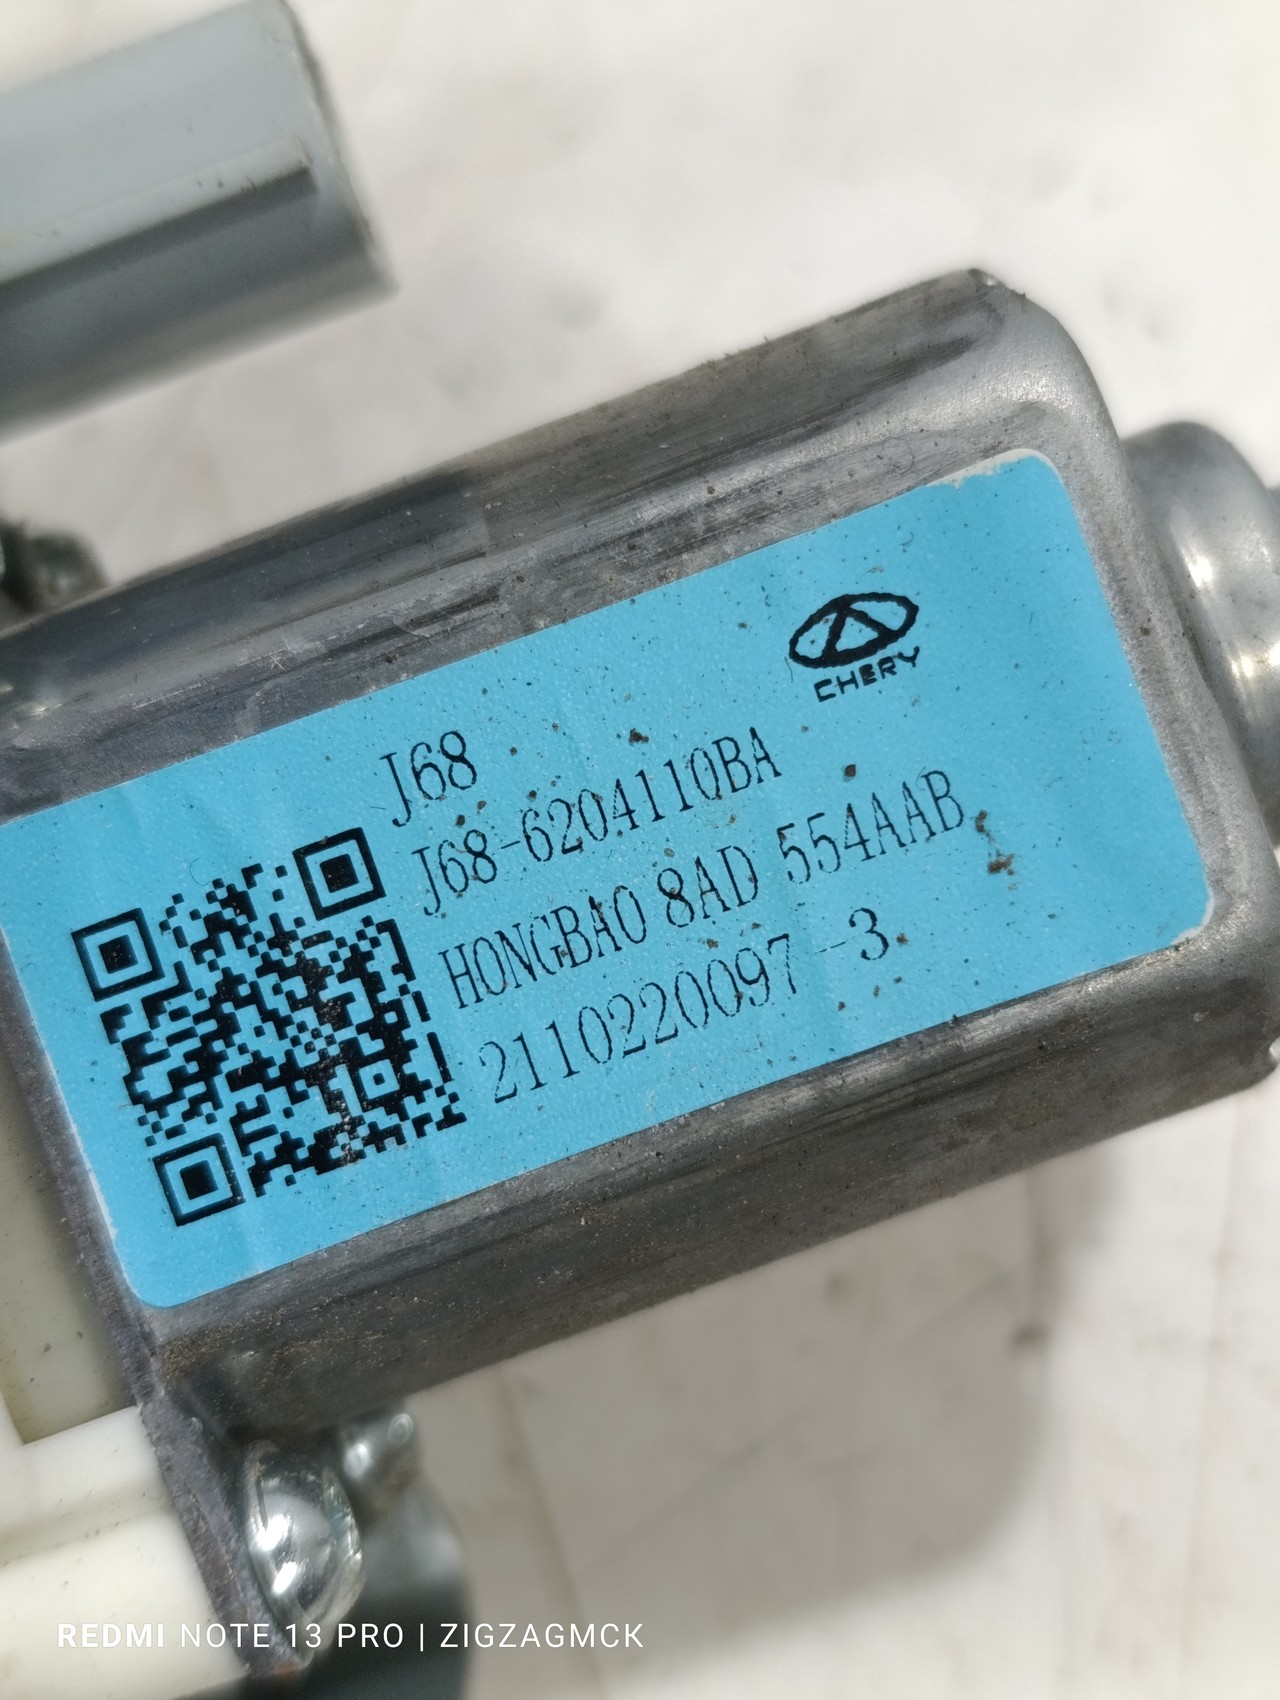 CHERY
J68
J68-6204110BA
HONGBAO 8AD 554AAB
2110220097-3
REDMI NOTE 13 PRO | ZIGZAGMCK